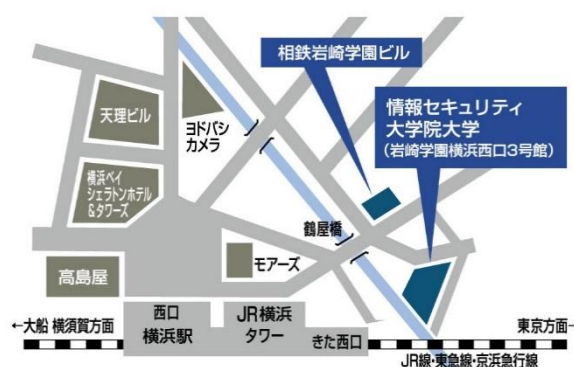 相鉄岩崎学園ビル
情報セキュリティ
大学院大学
(岩崎学園横浜西口3号館)
天理ビル
ヨドバシ
カメラ
横浜ベイ
シェラトンホテル
&タワーズ
鶴屋橋
モアーズ
高島屋
西口
横浜駅
JR横浜
タワー
きた西口
←大船 横須賀方面
東京方面→
JR線・東急線・京浜急行線